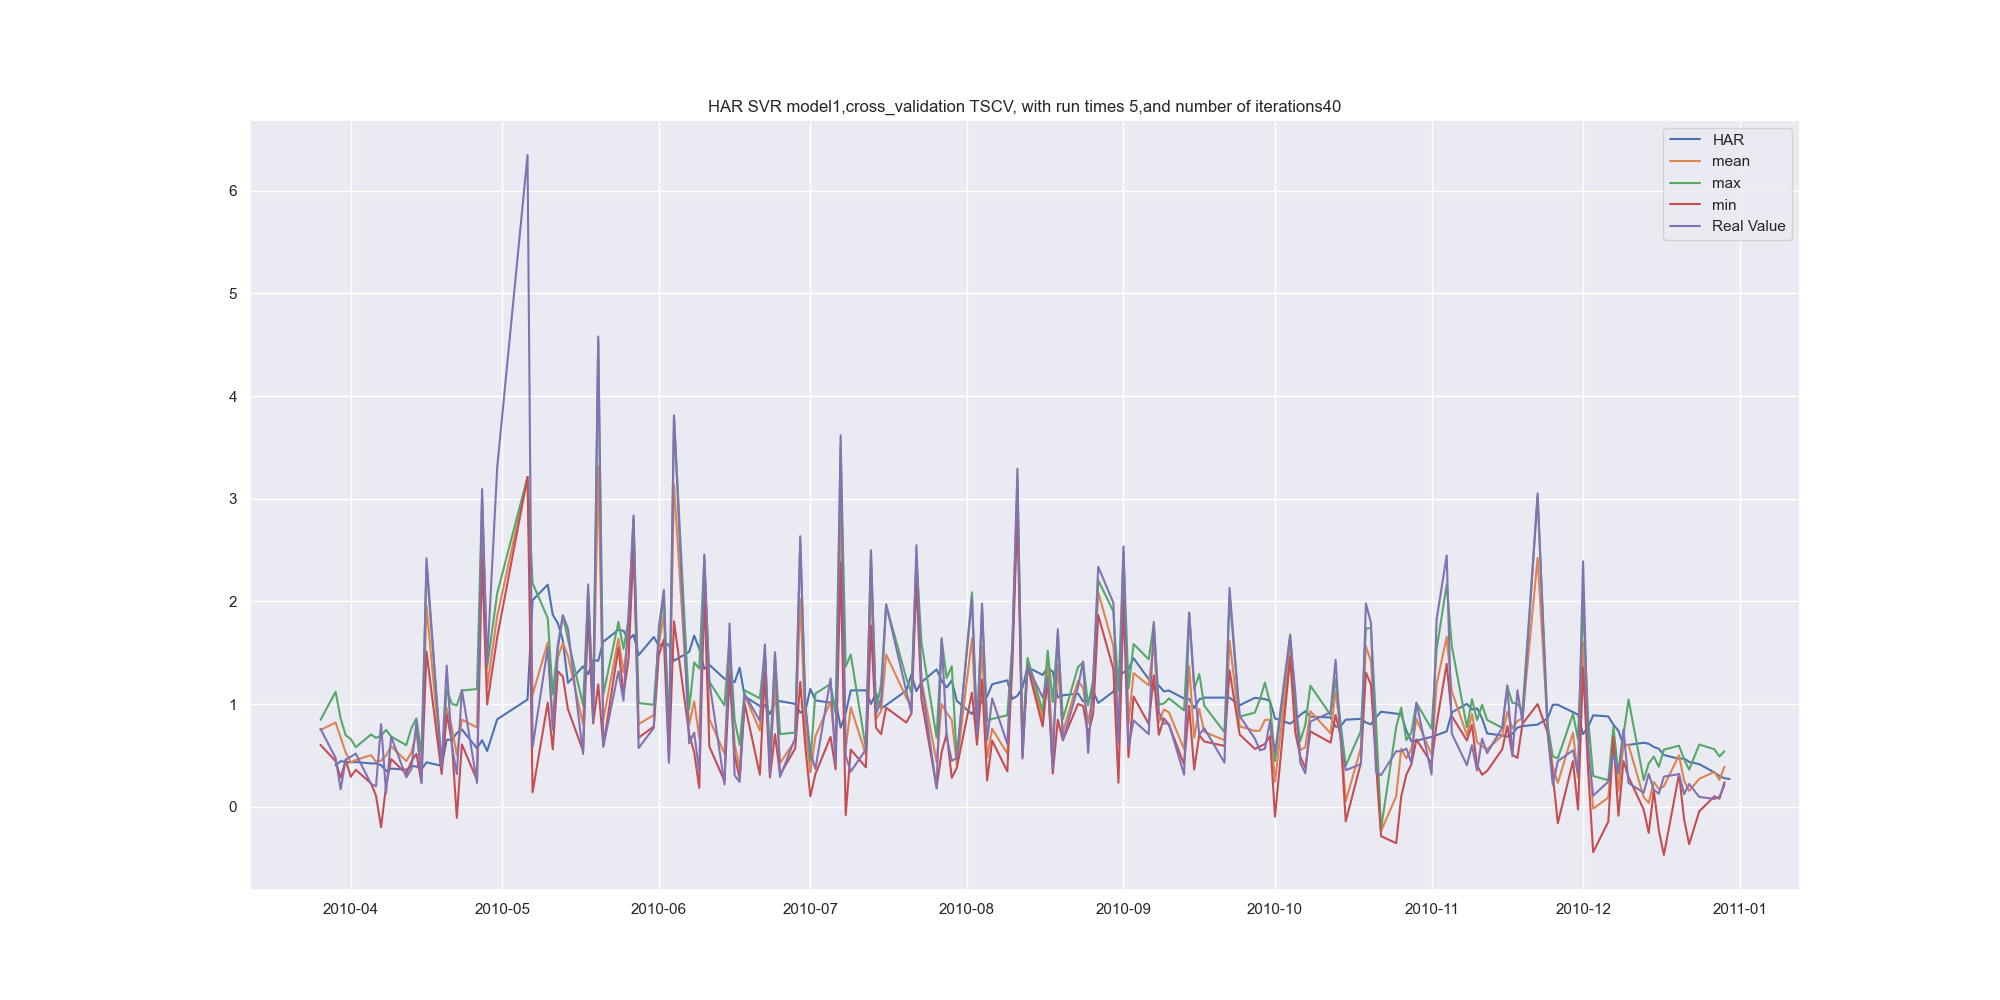 HAR SVR model1,cross_validation TSCV, with run times 5,and number of iterations40
HAR
mean
max
min
Real Value
6
5
4
3
2
1
0
2010-04 2010-05 2010-06 2010-07 2010-08 2010-09 2010-10 2010-11 2010-12 2011-01